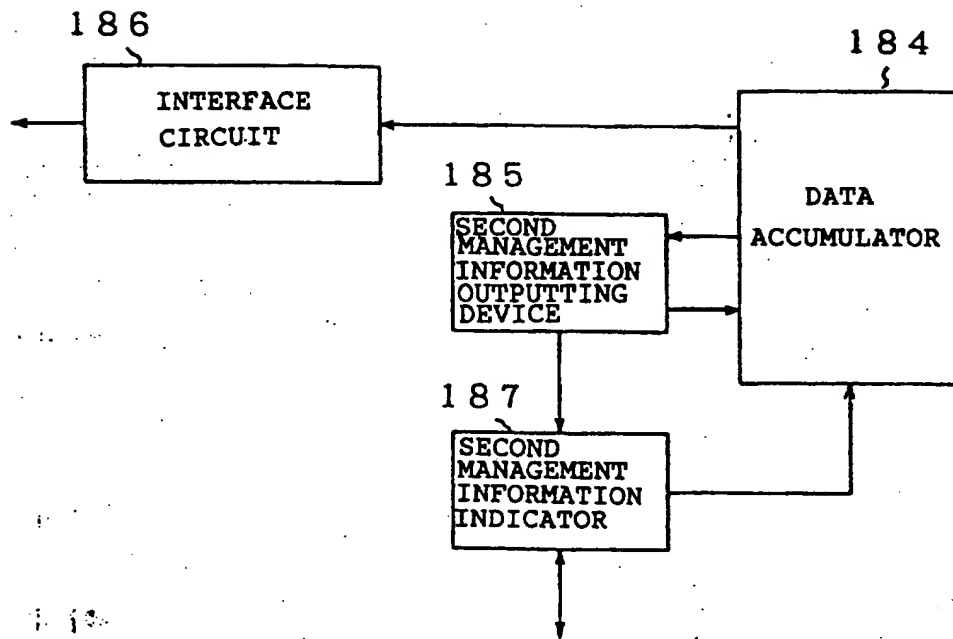 186
INTERFACE
CIRCUIT
184
DATA
ACCUMULATOR
185
SECOND
MANAGEMENT
INFORMATION
OUTPUTTING
DEVICE
187
SECOND
MANAGEMENT
INFORMATION
INDICATOR